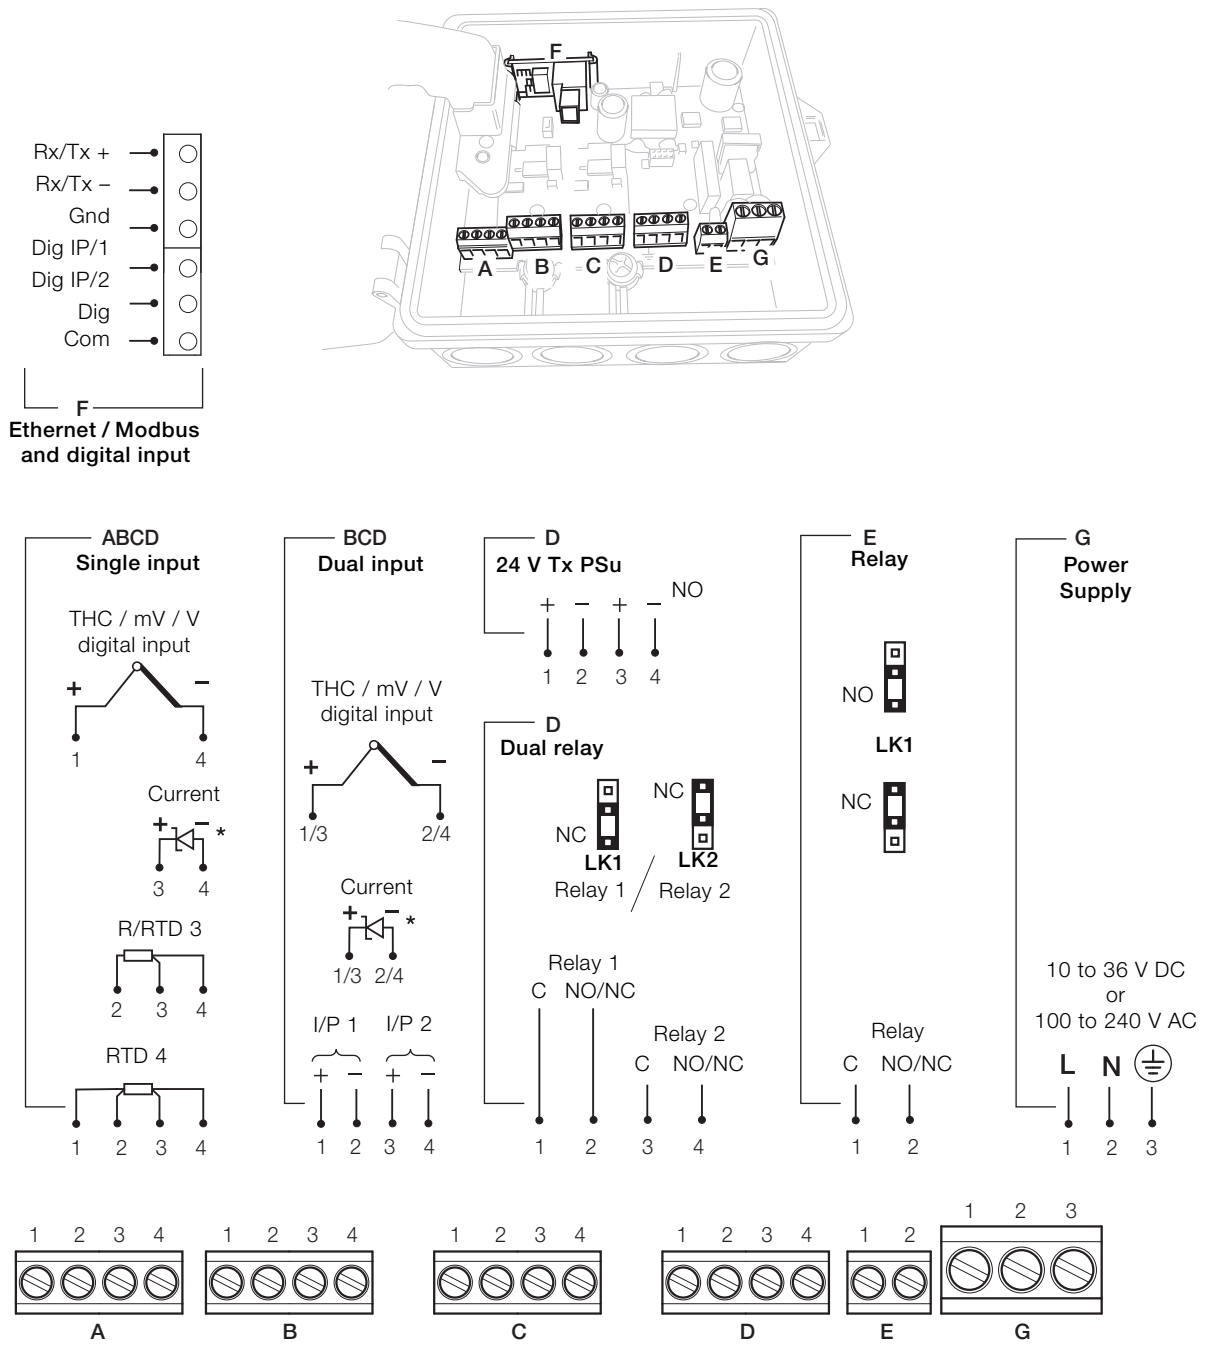 F
A B C D E G
Rx/Tx +
Rx/Tx –
Gnd
Dig IP/1
Dig IP/2
Dig
Com
F
Ethernet / Modbus
and digital input
ABCD
Single input
THC / mV / V
digital input
+ –
1 4
Current
+ – *
3 4
R/RTD 3
2 3 4
RTD 4
1 2 3 4
BCD
Dual input
THC / mV / V
digital input
+ –
1/3 2/4
Current
+ – *
1/3 2/4
I/P 1 I/P 2
+ – + –
1 2 3 4
D
24 V Tx PSu
+ – + – NO
1 2 3 4
D
Dual relay
NC NC
LK1 LK2
Relay 1 / Relay 2
Relay 1
C NO/NC
Relay 2
C NO/NC
1 2 3 4
E
Relay
NO
LK1
NC
Relay
C NO/NC
1 2
G
Power
Supply
10 to 36 V DC
or
100 to 240 V AC
L N
1 2 3
1 2 3 4
A
1 2 3 4
B
1 2 3 4
C
1 2 3 4
D
1 2
E
1 2 3
G